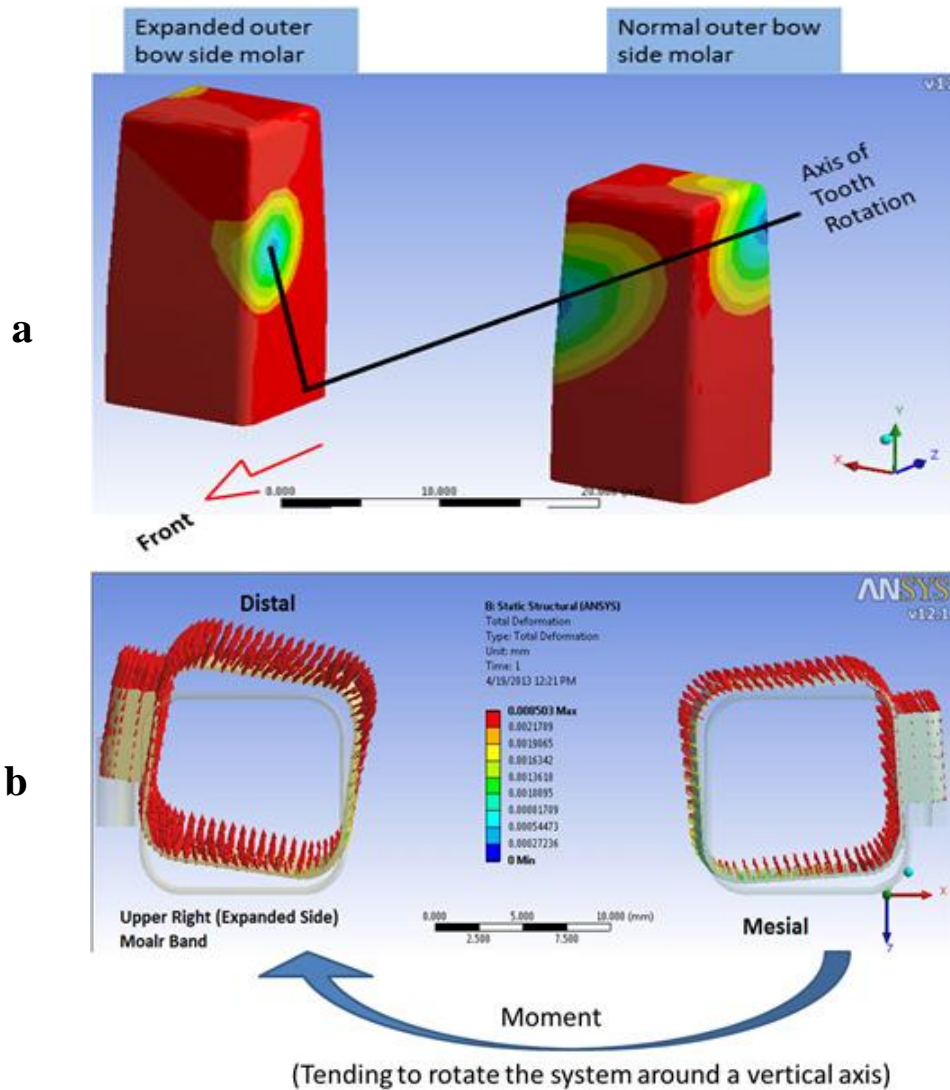 Expanded outer
bow side molar
Normal outer bow
side molar
Axis of
Tooth
Rotation
a
Y
X
Z
0.000
10.000
Front
Distal
ANSYS
B: Static Structural (ANSYS)
Total Deformation
Type: Total Deformation
Unit: mm
Time: 1
4/19/2013 12:21 PM
0.008503 Max
0.0021789
0.0019065
0.0016342
0.0013618
0.0010895
0.00081709
0.00054473
0.00027236
0 Min
b
Upper Right (Expanded Side)
Moalr Band
0.000 5.000 10.000 (mm)
2.500 7.500
Mesial
X
Z
Moment
(Tending to rotate the system around a vertical axis)